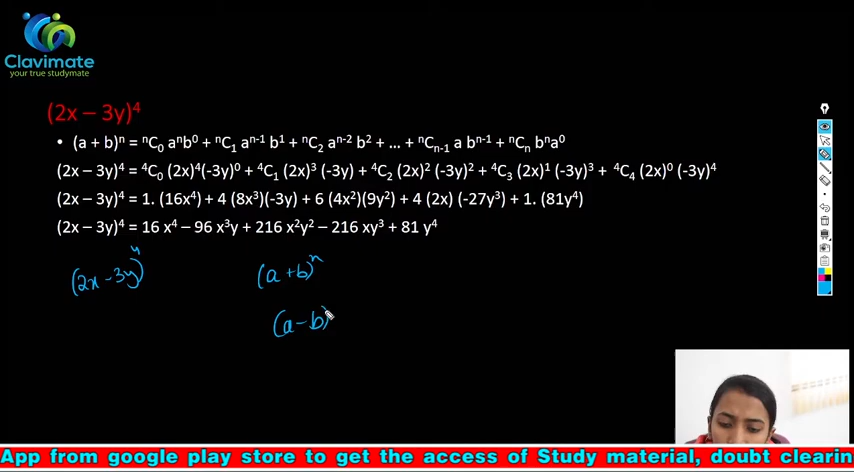 Clavimate
your true studymate
(2x – 3y)⁴
• (a + b)ⁿ = ⁿC₀ aⁿb⁰ + ⁿC₁ aⁿ⁻¹ b¹ + ⁿC₂ aⁿ⁻² b² + ... + ⁿCₙ₋₁ a bⁿ⁻¹ + ⁿCₙ bⁿa⁰
(2x – 3y)⁴ = ⁴C₀ (2x)⁴(-3y)⁰ + ⁴C₁ (2x)³ (-3y) + ⁴C₂ (2x)² (-3y)² + ⁴C₃ (2x)¹ (-3y)³ + ⁴C₄ (2x)⁰ (-3y)⁴
(2x – 3y)⁴ = 1. (16x⁴) + 4 (8x³)(-3y) + 6 (4x²)(9y²) + 4 (2x) (-27y³) + 1. (81y⁴)
(2x – 3y)⁴ = 16 x⁴ – 96 x³y + 216 x²y² – 216 xy³ + 81 y⁴
(2x - 3y)⁴ (a + b)ⁿ
(a - b)
App from google play store to get the access of Study material, doubt clearin